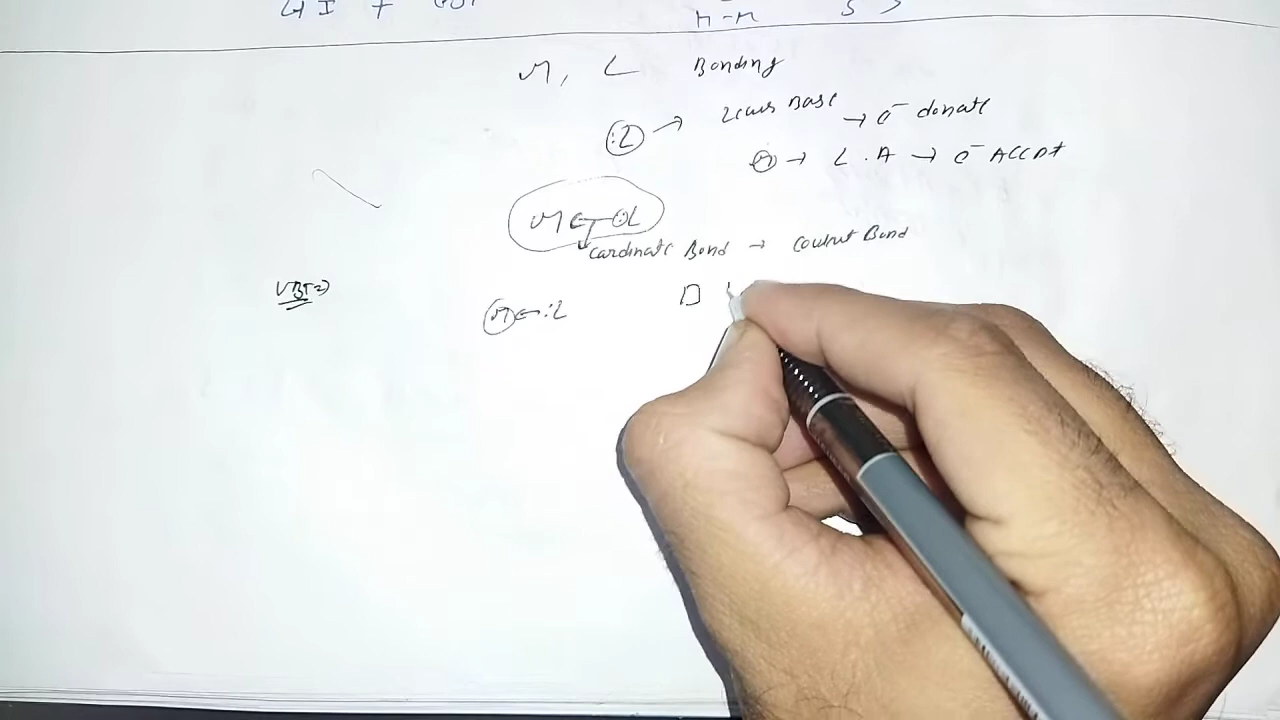 M, L Bonding
:L → Lewis Base → e⁻ donate
M → L.A → e⁻ Accept
M ← :L
Cordinate Bond → Covalent Bond
VBT ⇒
M ← :L